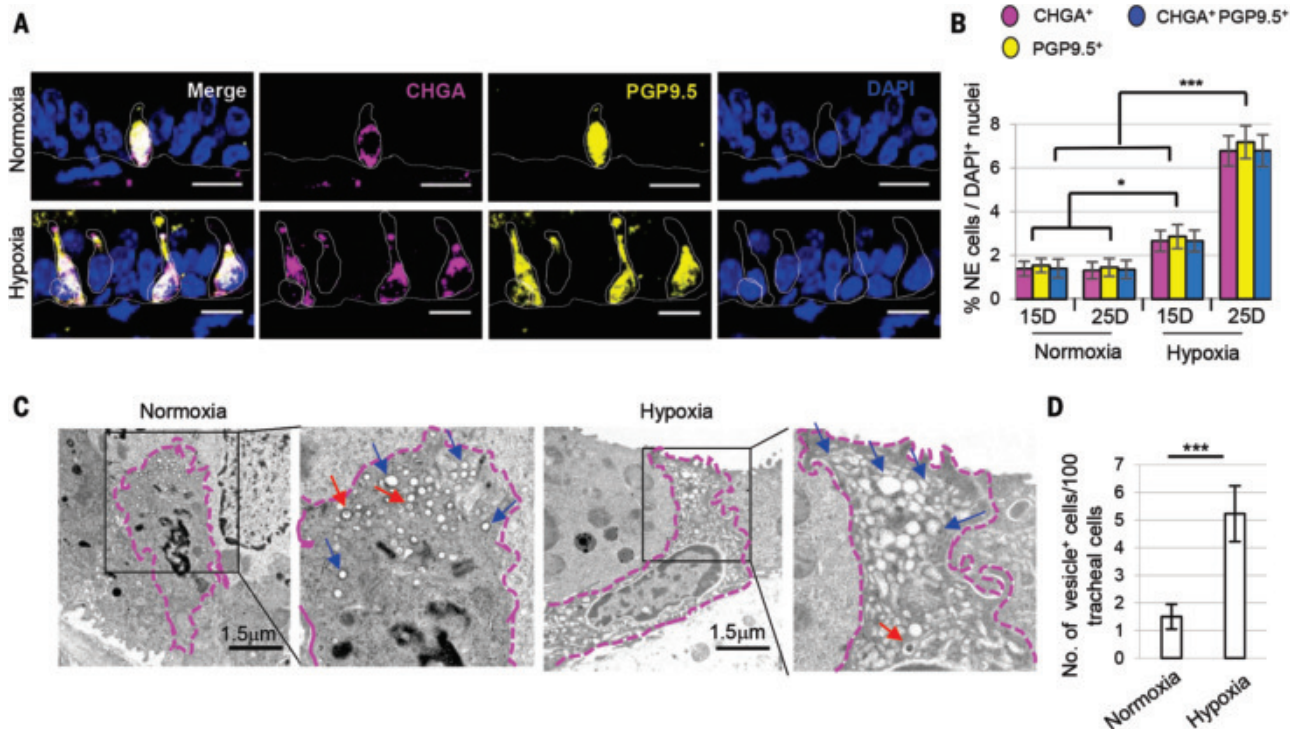 A
Merge
CHGA
PGP9.5
DAPI
Normoxia
Hypoxia
B
CHGA⁺
CHGA⁺PGP9.5⁺
PGP9.5⁺
% NE cells / DAPI⁺ nuclei
8
6
4
2
0
***
*
15D
25D
15D
25D
Normoxia
Hypoxia
C
Normoxia
Hypoxia
1.5μm
1.5μm
D
No. of vesicle⁺ cells/100
tracheal cells
***
7
6
5
4
3
2
1
0
Normoxia
Hypoxia